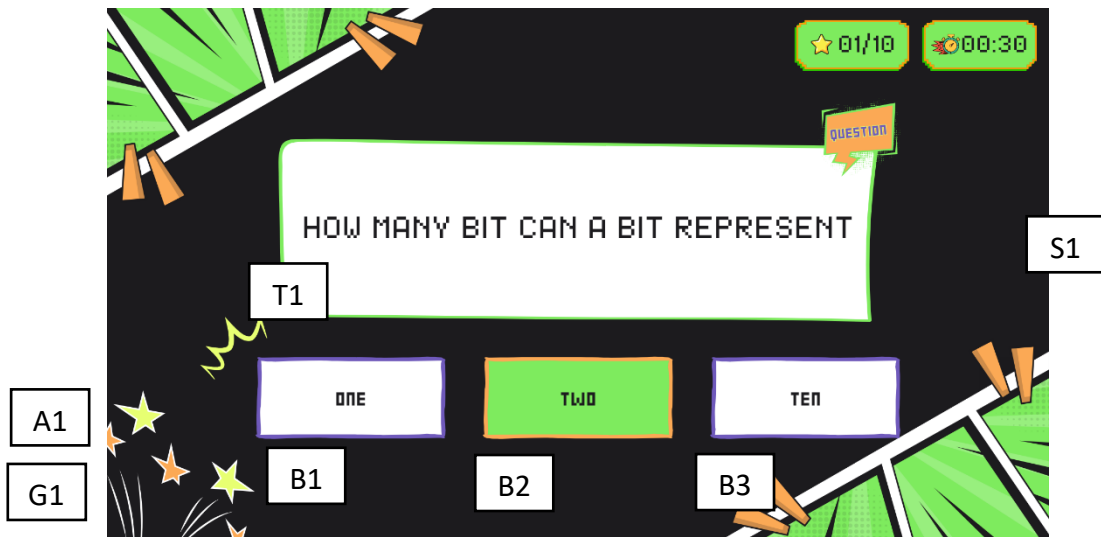 01/10
00:30
QUESTION
HOW MANY BIT CAN A BIT REPRESENT
S1
T1
ONE
TWO
TEN
A1
B1
B2
B3
G1